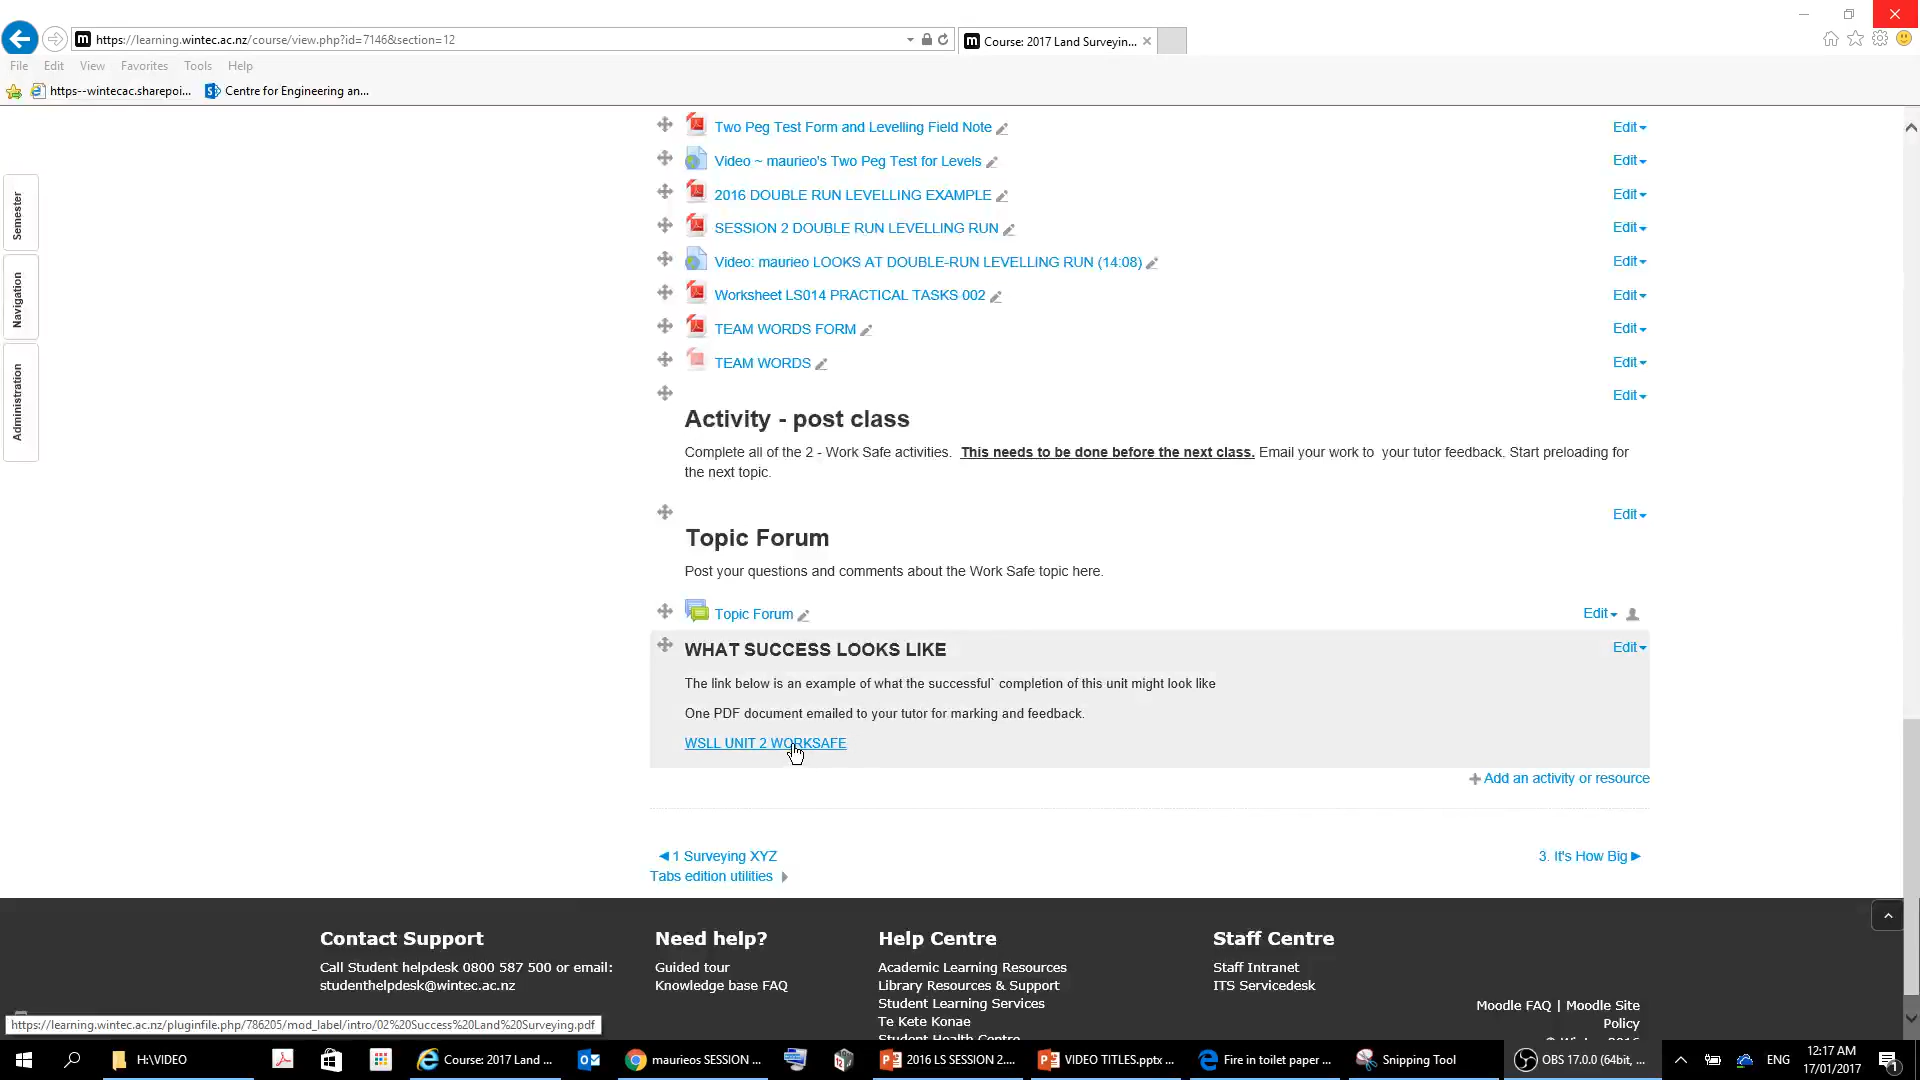 https://learning.wintec.ac.nz/course/view.php?id=7146&section=12
Course: 2017 Land Surveyin...
File Edit View Favorites Tools Help
https--wintecac.sharepoi... Centre for Engineering an...
Semester
Navigation
Administration
Two Peg Test Form and Levelling Field Note Edit
Video ~ maurieo's Two Peg Test for Levels Edit
2016 DOUBLE RUN LEVELLING EXAMPLE Edit
SESSION 2 DOUBLE RUN LEVELLING RUN Edit
Video: maurieo LOOKS AT DOUBLE-RUN LEVELLING RUN (14:08) Edit
Worksheet LS014 PRACTICAL TASKS 002 Edit
TEAM WORDS FORM Edit
TEAM WORDS Edit
Edit
Activity - post class
Complete all of the 2 - Work Safe activities. This needs to be done before the next class. Email your work to your tutor feedback. Start preloading for
the next topic.
Edit
Topic Forum
Post your questions and comments about the Work Safe topic here.
Topic Forum Edit
WHAT SUCCESS LOOKS LIKE Edit
The link below is an example of what the successful` completion of this unit might look like
One PDF document emailed to your tutor for marking and feedback.
WSLL UNIT 2 WORKSAFE
Add an activity or resource
1 Surveying XYZ 3. It's How Big
Tabs edition utilities
Contact Support
Call Student helpdesk 0800 587 500 or email:
studenthelpdesk@wintec.ac.nz
Need help?
Guided tour
Knowledge base FAQ
Help Centre
Academic Learning Resources
Library Resources & Support
Student Learning Services
Te Kete Konae
Student Health Centre
Staff Centre
Staff Intranet
ITS Servicedesk
Moodle FAQ | Moodle Site
Policy
© Wintec 2016
https://learning.wintec.ac.nz/pluginfile.php/786205/mod_label/intro/02%20Success%20Land%20Surveying.pdf
H:\VIDEO
Course: 2017 Land ...
maurieos SESSION ...
2016 LS SESSION 2....
VIDEO TITLES.pptx ...
Fire in toilet paper ...
Snipping Tool
OBS 17.0.0 (64bit, ...
ENG
12:17 AM
17/01/2017
1